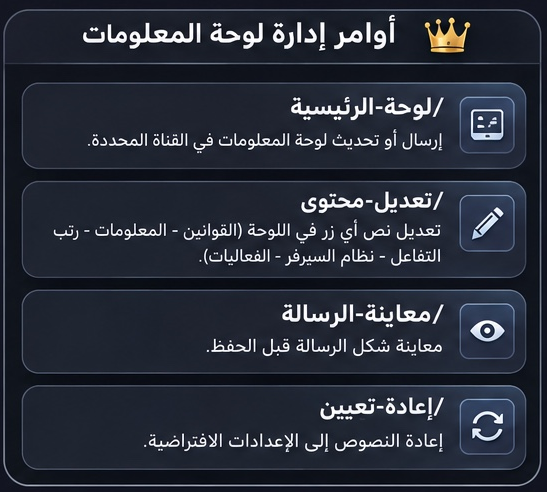 أوامر إدارة لوحة المعلومات
/لوحة-الرئيسية
إرسال أو تحديث لوحة المعلومات في القناة المحددة.
/تعديل-محتوى
تعديل نص أي زر في اللوحة (القوانين - المعلومات - رتب
التفاعل - نظام السيرفر - الفعاليات).
/معاينة-الرسالة
معاينة شكل الرسالة قبل الحفظ.
/إعادة-تعيين
إعادة النصوص إلى الإعدادات الافتراضية.